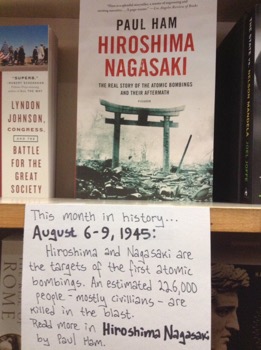 PAUL HAM
HIROSHIMA
NAGASAKI
THE REAL STORY OF THE ATOMIC BOMBINGS
AND THEIR AFTERMATH
"SUPERB."
LYNDON
JOHNSON,
CONGRESS,
AND THE
BATTLE
FOR THE
GREAT
SOCIETY
This month in history...
August 6-9, 1945:
Hiroshima and Nagasaki are
the targets of the first atomic
bombings. An estimated 226,000
people - mostly civillians - are
killed in the blast.
Read more in Hiroshima Nagasaki
by Paul Ham.
ROME